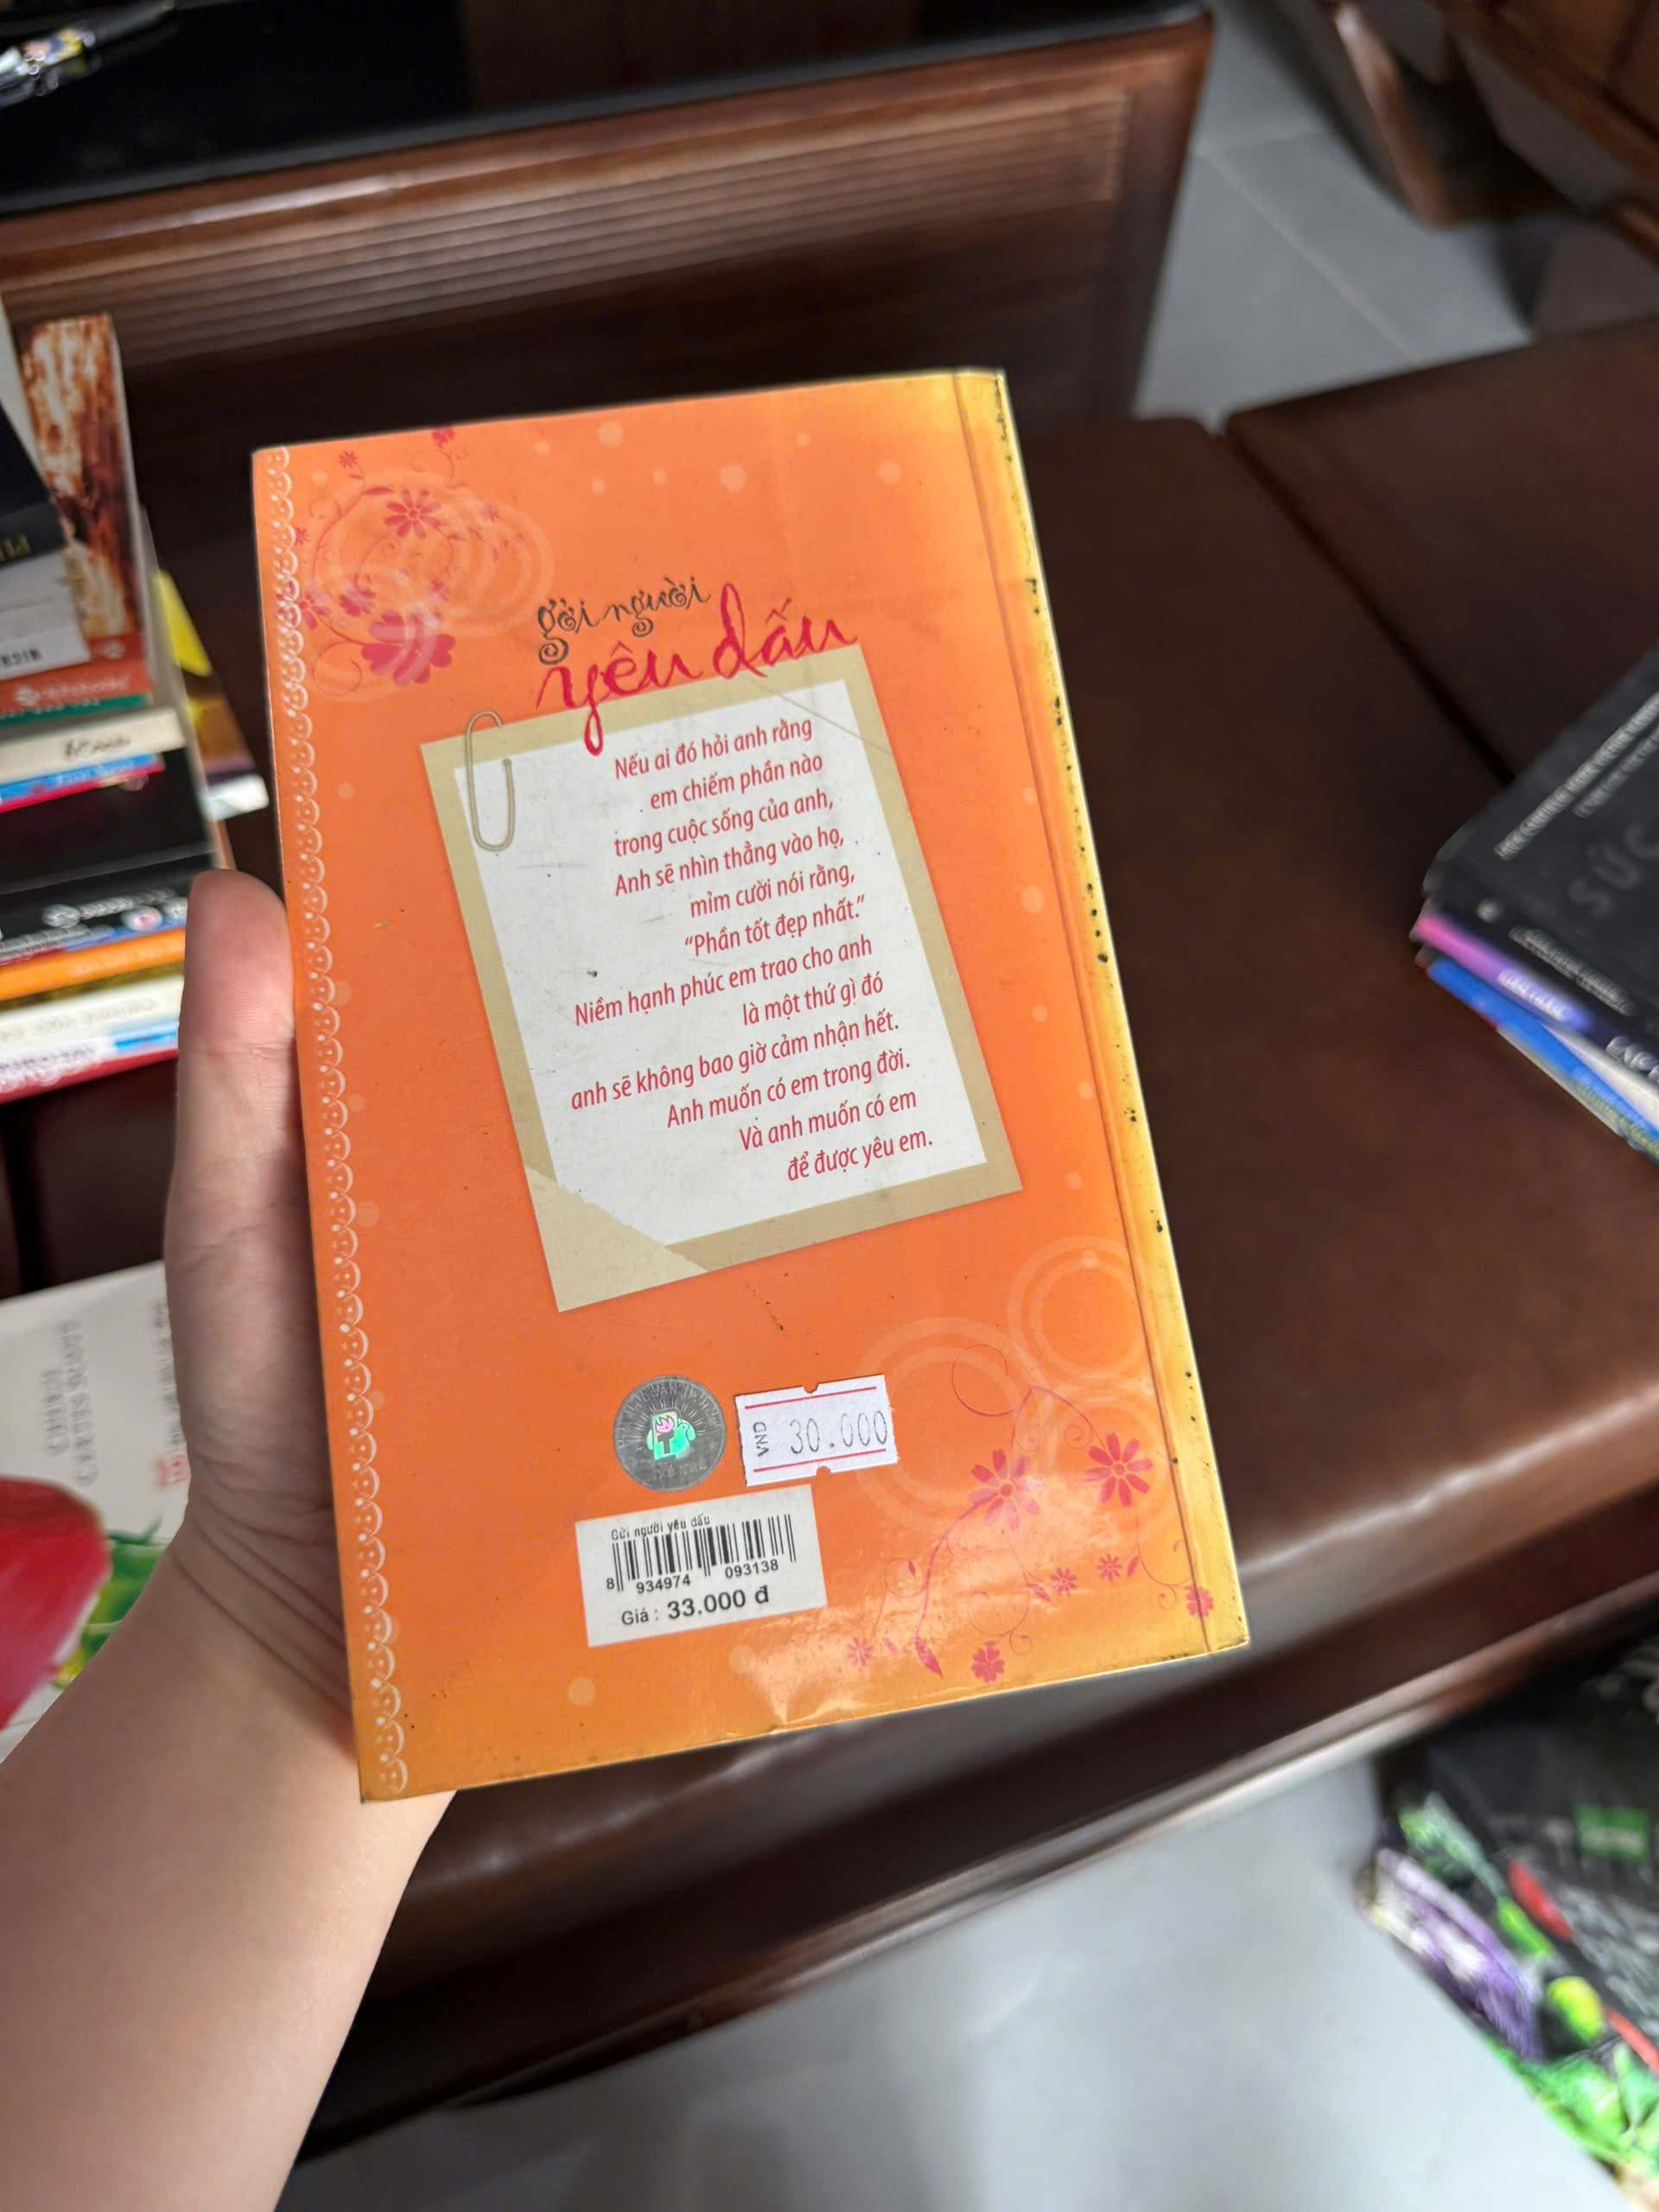 gởi người
yêu dấu
Nếu ai đó hỏi anh rằng
em chiếm phần nào
trong cuộc sống của anh,
Anh sẽ nhìn thẳng vào họ,
mỉm cười nói rằng,
“Phần tốt đẹp nhất.”
Niềm hạnh phúc em trao cho anh
là một thứ gì đó
anh sẽ không bao giờ cảm nhận hết.
Anh muốn có em trong đời.
Và anh muốn có em
để được yêu em.
VND 30.000
Gửi người yêu dấu
8 934974 093138
Giá : 33.000 đ
SỨC